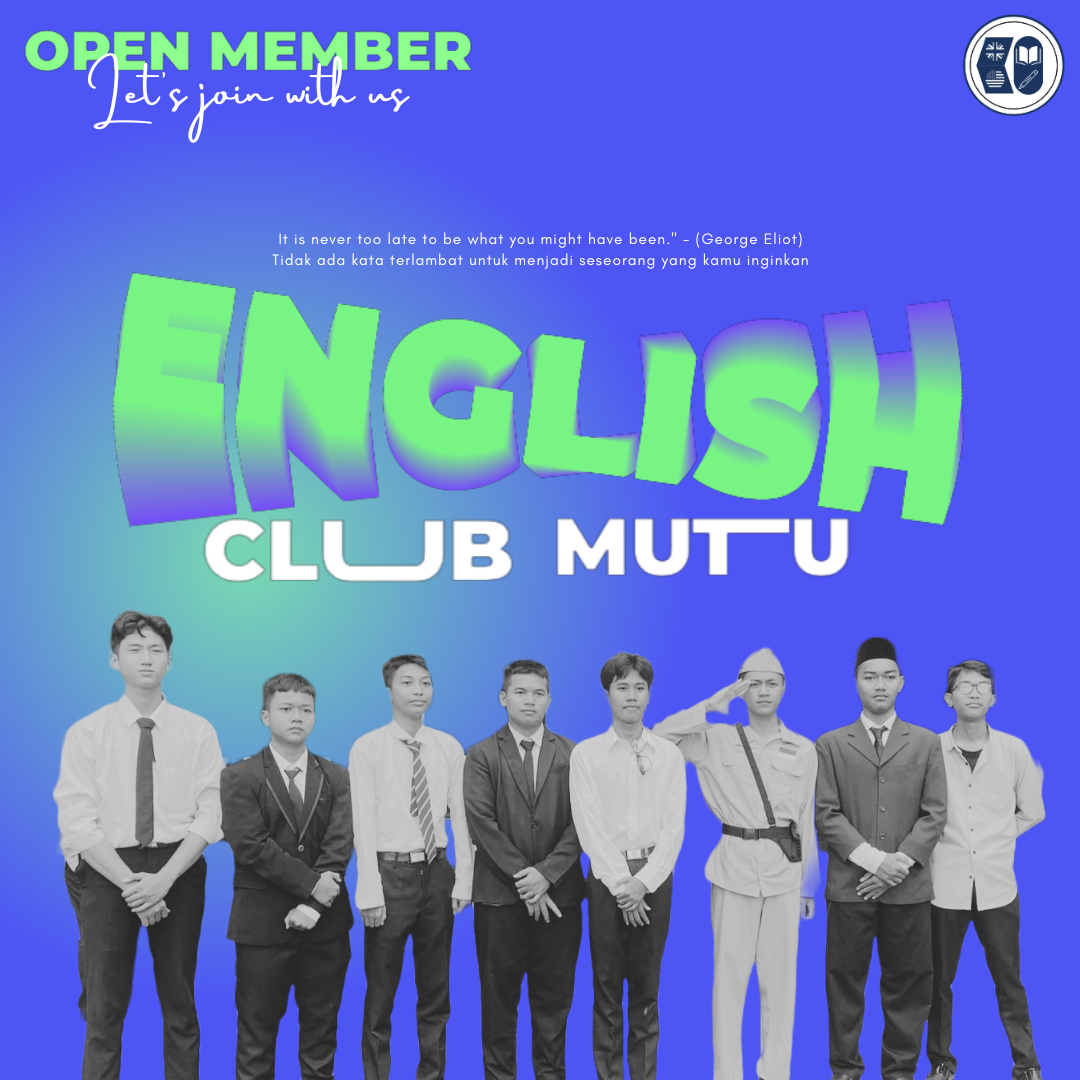 OPEN MEMBER
Let's join with us
It is never too late to be what you might have been." - (George Eliot)
Tidak ada kata terlambat untuk menjadi seseorang yang kamu inginkan
ENGLISH
CLUB MUTU